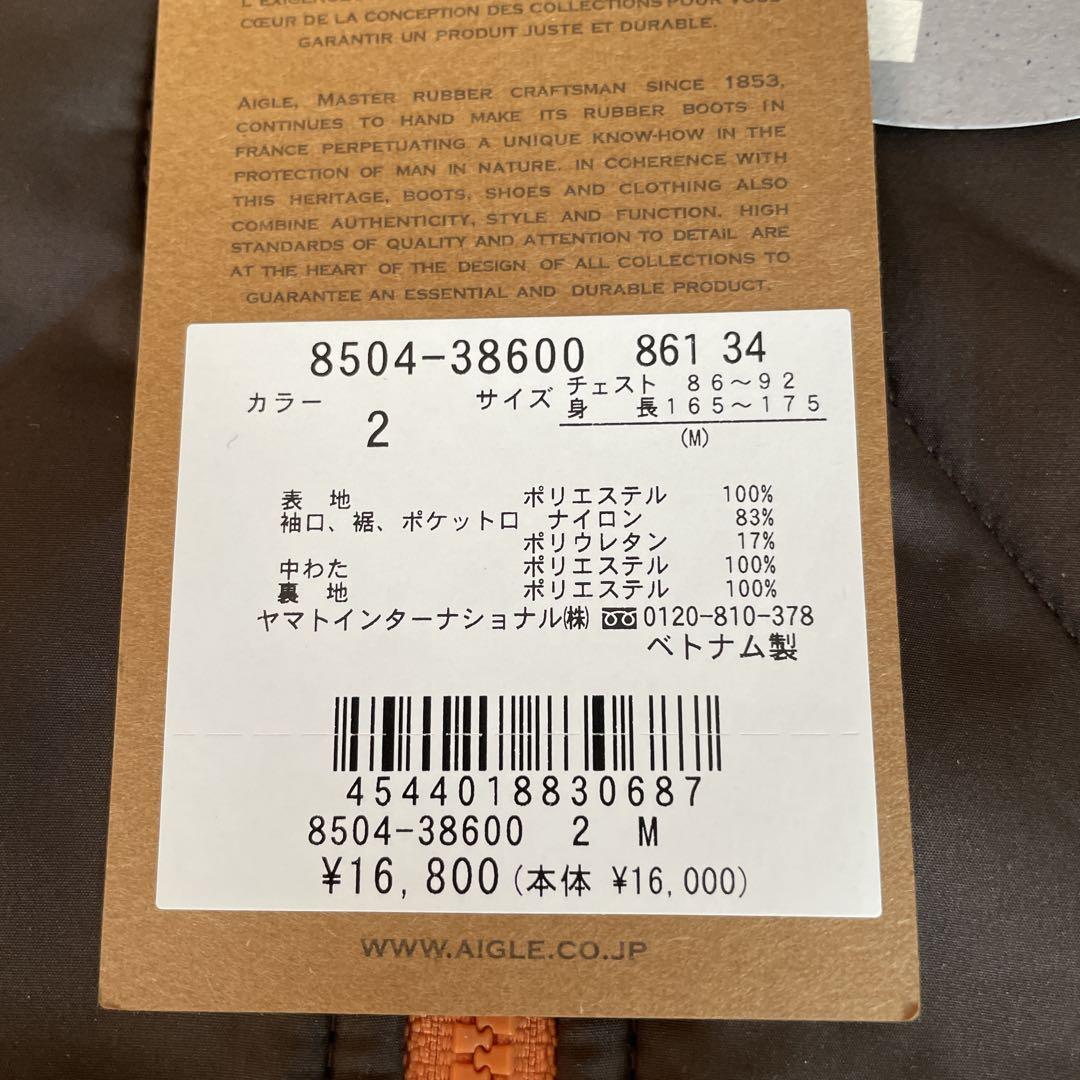 CŒUR DE LA CONCEPTION DES COLLECTIONS POUR VOUS
GARANTIR UN PRODUIT JUSTE ET DURABLE.
AIGLE, MASTER RUBBER CRAFTSMAN SINCE 1853,
CONTINUES TO HAND MAKE ITS RUBBER BOOTS IN
FRANCE PERPETUATING A UNIQUE KNOW-HOW IN THE
PROTECTION OF MAN IN NATURE. IN COHERENCE WITH
THIS HERITAGE, BOOTS, SHOES AND CLOTHING ALSO
COMBINE AUTHENTICITY, STYLE AND FUNCTION. HIGH
STANDARDS OF QUALITY AND ATTENTION TO DETAIL ARE
AT THE HEART OF THE DESIGN OF ALL COLLECTIONS TO
GUARANTEE AN ESSENTIAL AND DURABLE PRODUCT.
8504-38600 861 34
カラー 2
サイズ チェスト 86~92
身 長165~175
(M)
表 地 ポリエステル 100%
袖口、裾、ポケット口 ナイロン 83%
ポリウレタン 17%
中わた ポリエステル 100%
裏 地 ポリエステル 100%
ヤマトインターナショナル㈱ 0120-810-378
ベトナム製
4544018830687
8504-38600 2 M
¥16,800(本体 ¥16,000)
WWW.AIGLE.CO.JP